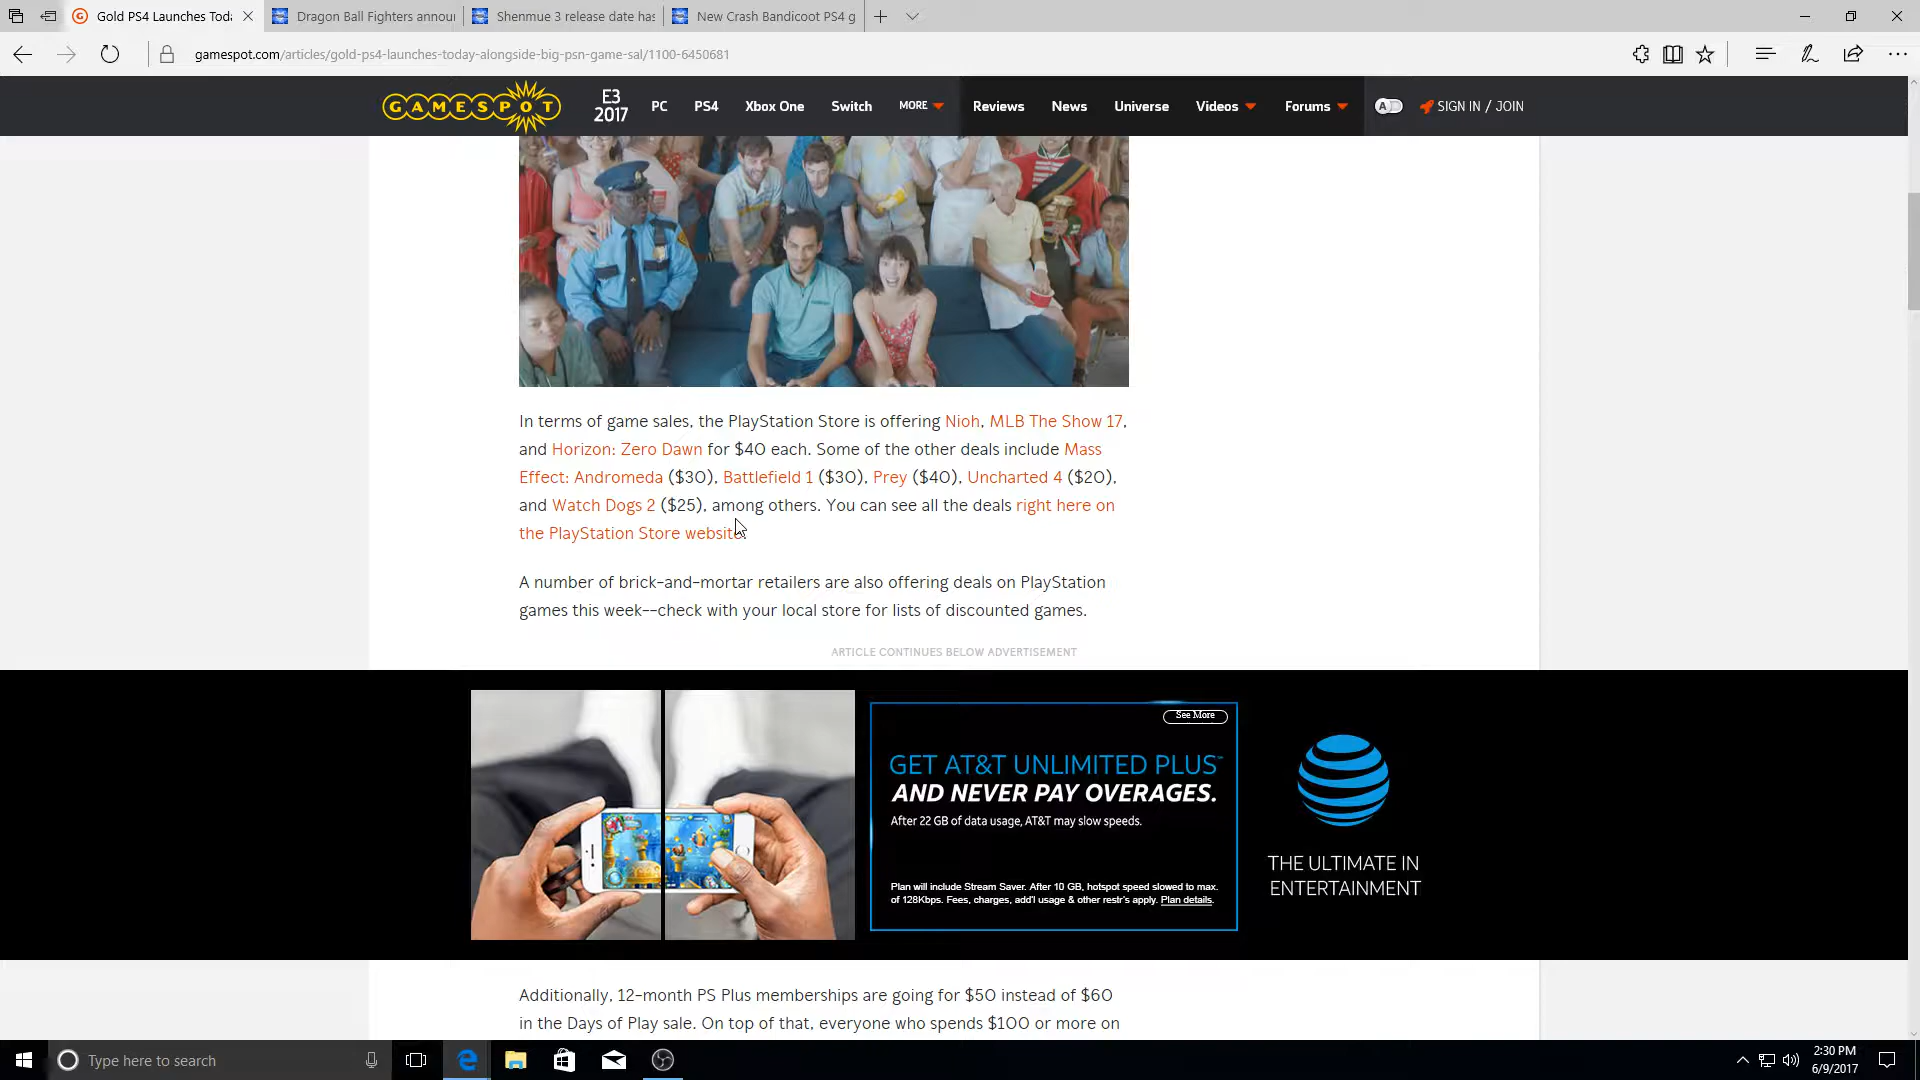 Gold PS4 Launches Toda
Dragon Ball Fighters annou
Shenmue 3 release date has
New Crash Bandicoot PS4 g
gamespot.com/articles/gold-ps4-launches-today-alongside-big-psn-game-sal/1100-6450681
GAMESPOT
E3
2017
PC
PS4
Xbox One
Switch
MORE
Reviews
News
Universe
Videos
Forums
A
SIGN IN / JOIN
In terms of game sales, the PlayStation Store is offering Nioh, MLB The Show 17,
and Horizon: Zero Dawn for $40 each. Some of the other deals include Mass
Effect: Andromeda ($30), Battlefield 1 ($30), Prey ($40), Uncharted 4 ($20),
and Watch Dogs 2 ($25), among others. You can see all the deals right here on
the PlayStation Store website.
A number of brick-and-mortar retailers are also offering deals on PlayStation
games this week--check with your local store for lists of discounted games.
ARTICLE CONTINUES BELOW ADVERTISEMENT
See More
GET AT&T UNLIMITED PLUS℠
AND NEVER PAY OVERAGES.
After 22 GB of data usage, AT&T may slow speeds.
Plan will include Stream Saver. After 10 GB, hotspot speed slowed to max.
of 128Kbps. Fees, charges, add'l usage & other restr's apply. Plan details.
THE ULTIMATE IN
ENTERTAINMENT
Additionally, 12-month PS Plus memberships are going for $50 instead of $60
in the Days of Play sale. On top of that, everyone who spends $100 or more on
Type here to search
2:30 PM
6/9/2017